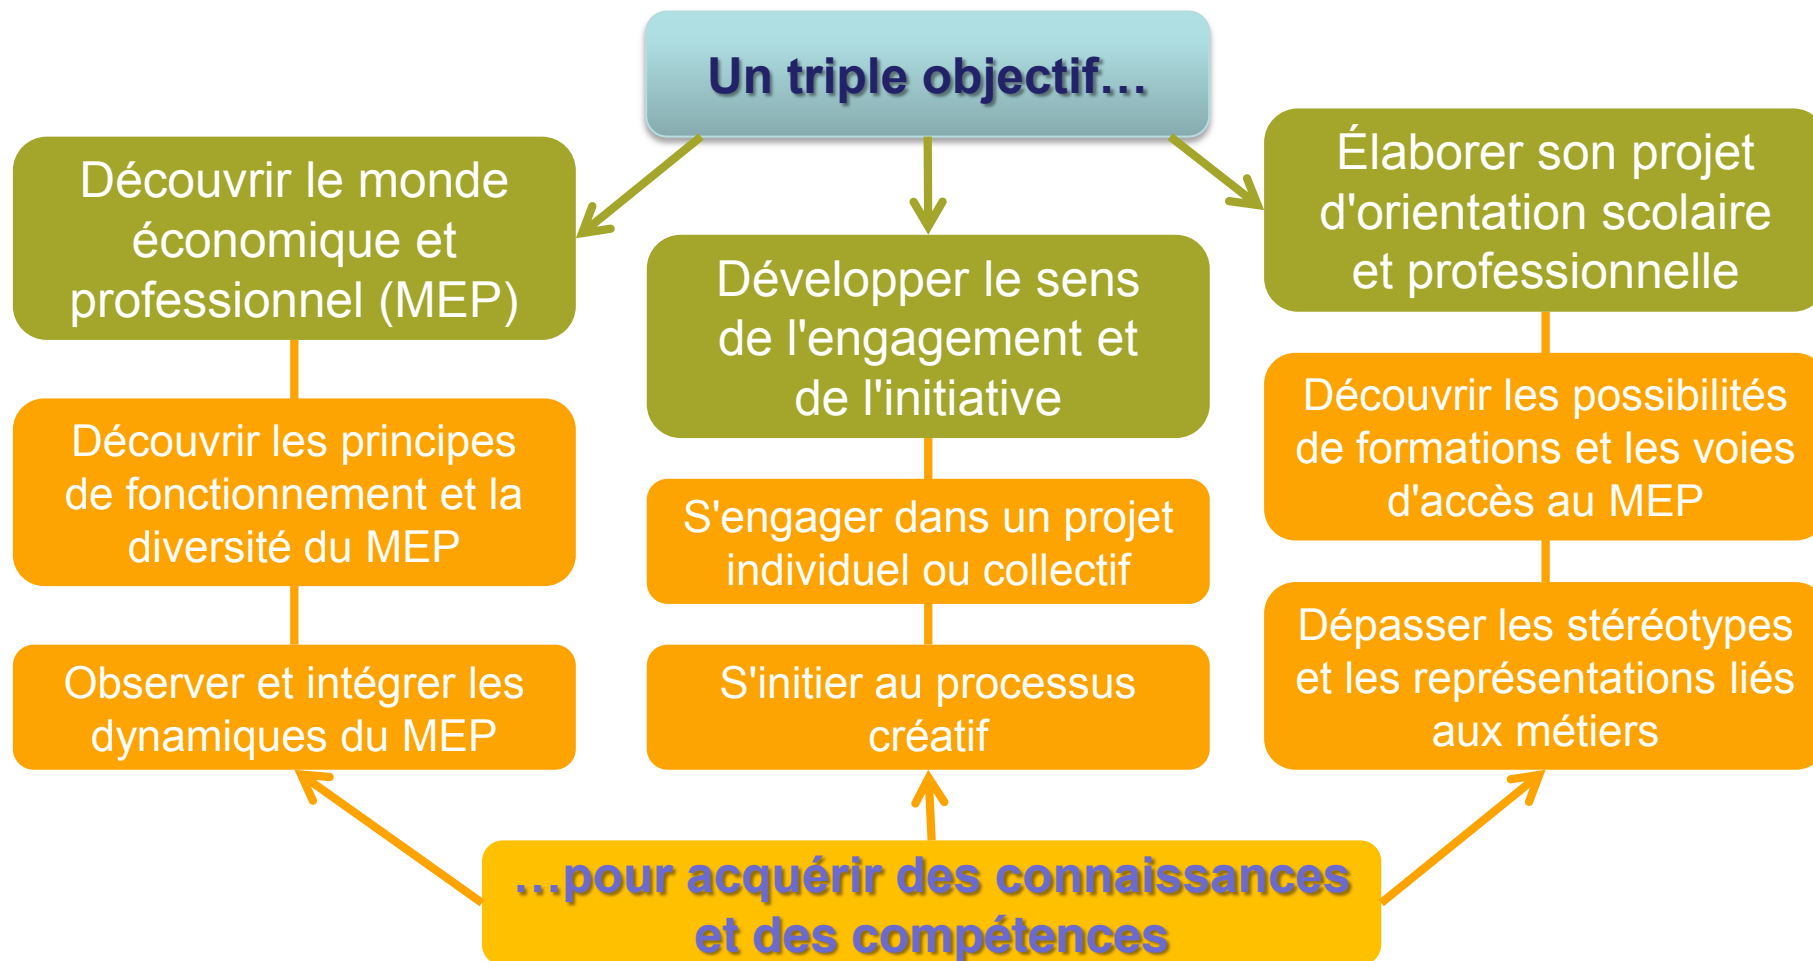 Un triple objectif…
Découvrir le monde
économique et
professionnel (MEP)
Découvrir les principes
de fonctionnement et la
diversité du MEP
Observer et intégrer les
dynamiques du MEP
Développer le sens
de l'engagement et
de l'initiative
S'engager dans un projet
individuel ou collectif
S'initier au processus
créatif
Élaborer son projet
d'orientation scolaire
et professionnelle
Découvrir les possibilités
de formations et les voies
d'accès au MEP
Dépasser les stéréotypes
et les représentations liés
aux métiers
…pour acquérir des connaissances
et des compétences